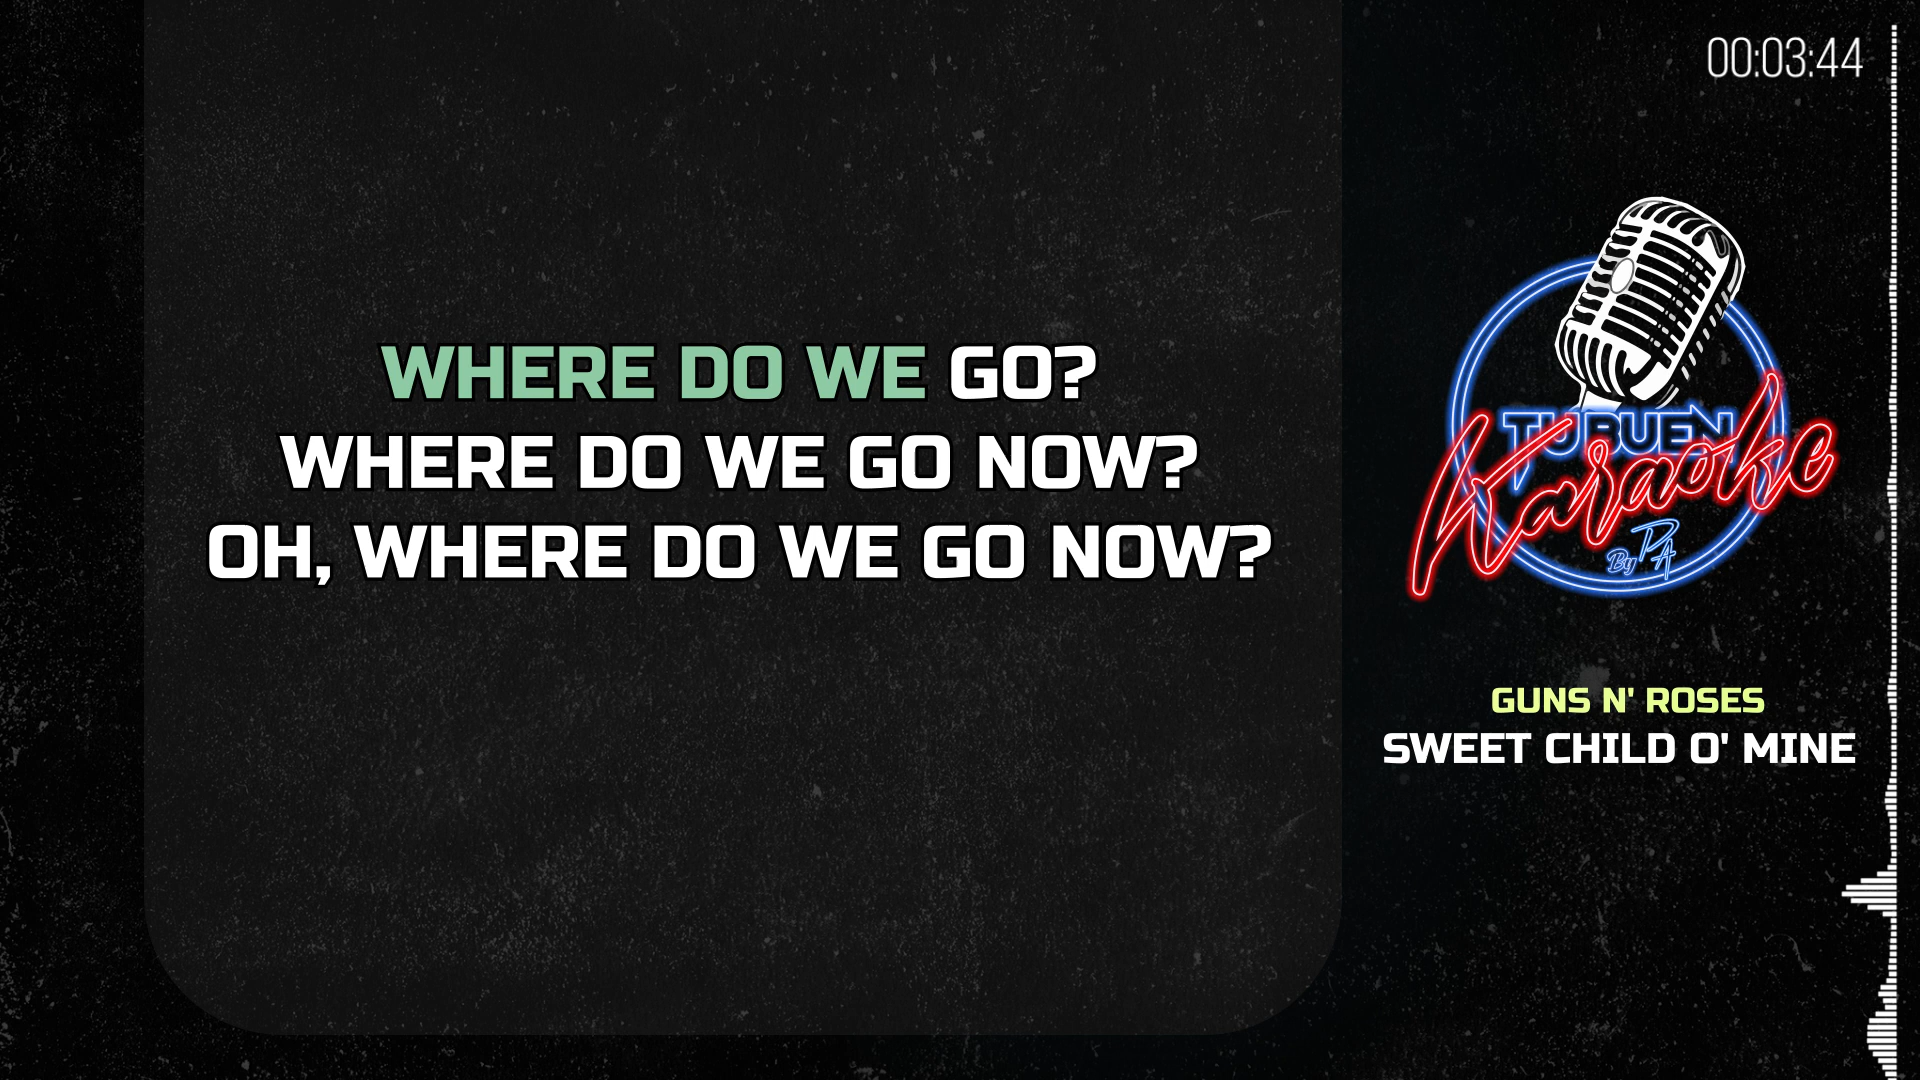 00:03:44
WHERE DO WE GO?
WHERE DO WE GO NOW?
OH, WHERE DO WE GO NOW?
TUBUEN
Karaoke
By PA
GUNS N' ROSES
SWEET CHILD O' MINE